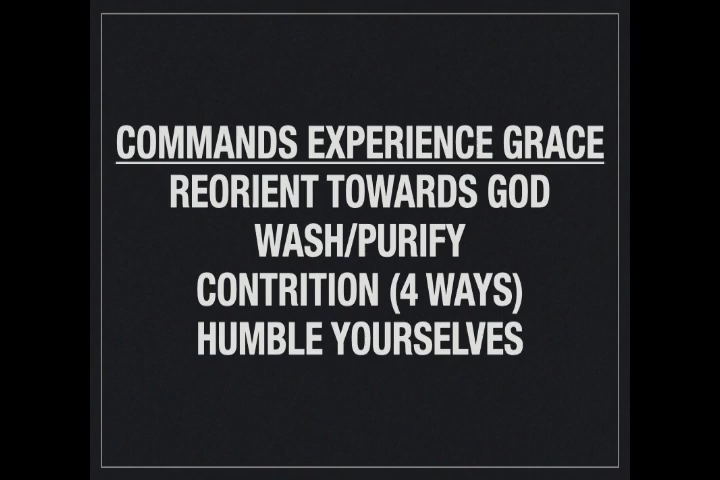 COMMANDS EXPERIENCE GRACE
REORIENT TOWARDS GOD
WASH/PURIFY
CONTRITION (4 WAYS)
HUMBLE YOURSELVES